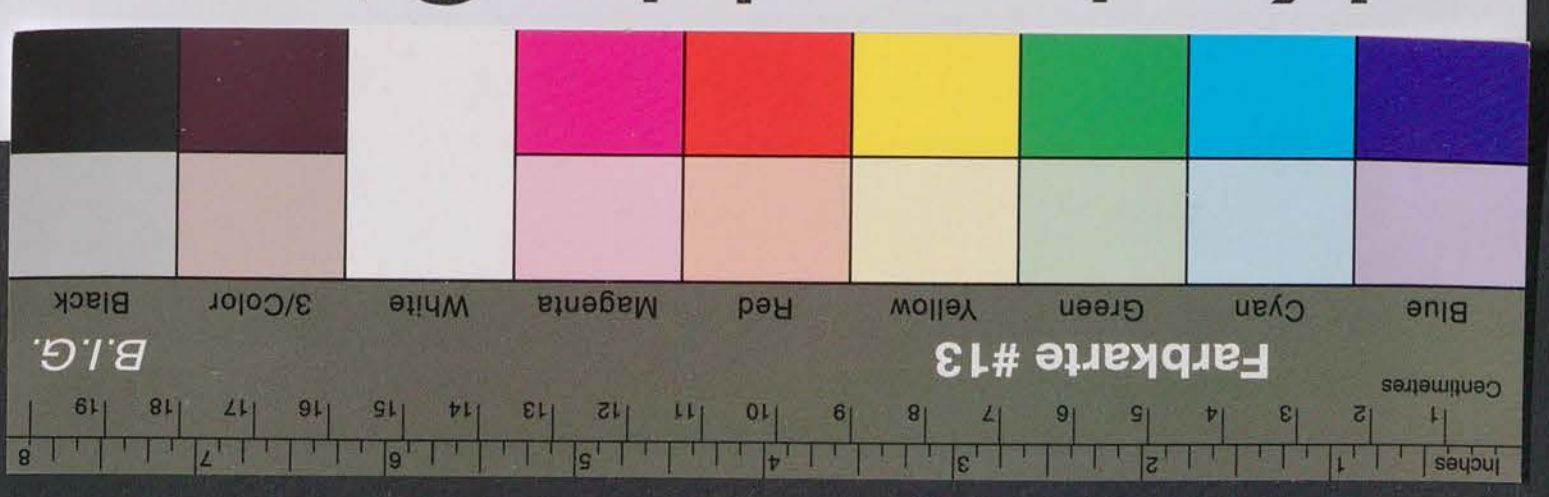 Inches 1 2 3 4 5 6 7 8
Centimetres 1 2 3 4 5 6 7 8 9 10 11 12 13 14 15 16 17 18 19
Farbkarte #13 B.I.G.
Blue Cyan Green Yellow Red Magenta White 3/Color Black